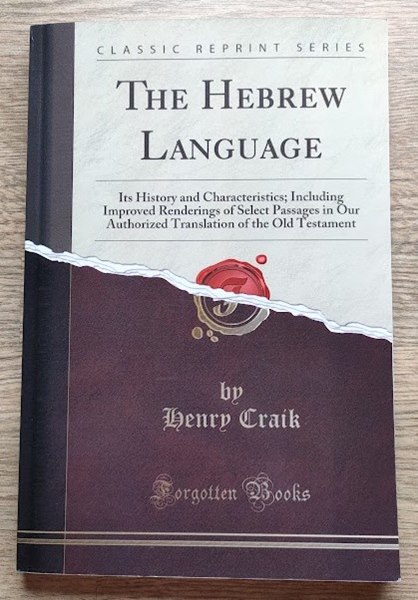 CLASSIC REPRINT SERIES
THE HEBREW
LANGUAGE
Its History and Characteristics; Including
Improved Renderings of Select Passages in Our
Authorized Translation of the Old Testament
F
by
Henry Craik
Forgotten Books